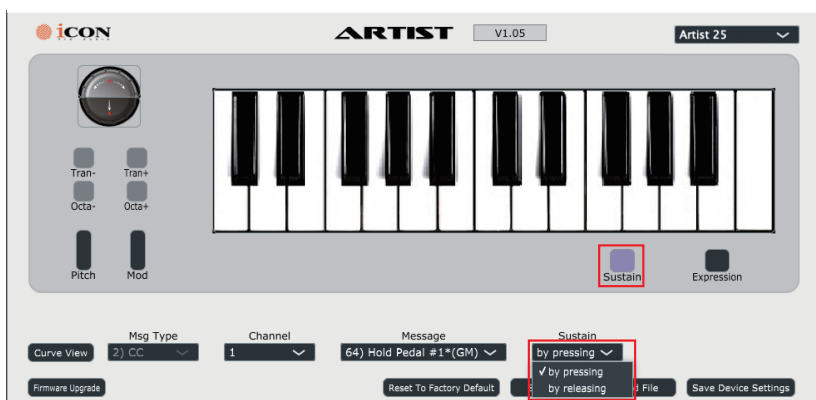 iCON
ARTIST
V1.05
Artist 25
Tran-
Tran+
Octa-
Octa+
Pitch
Mod
Sustain
Expression
Msg Type
Channel
Message
Sustain
Curve View
2) CC
1
64) Hold Pedal #1*(GM)
by pressing
✓by pressing
by releasing
Firmware Upgrade
Reset To Factory Default
File
Save Device Settings